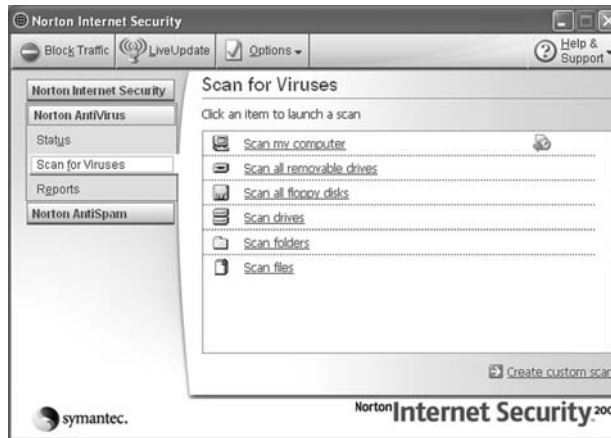 Norton Internet Security
Block Traffic LiveUpdate Options Help & Support
Norton Internet Security
Norton AntiVirus
Status
Scan for Viruses
Reports
Norton AntiSpam
Scan for Viruses
Click an item to launch a scan
Scan my computer
Scan all removable drives
Scan all floppy disks
Scan drives
Scan folders
Scan files
Create custom scan
symantec.
Norton Internet Security